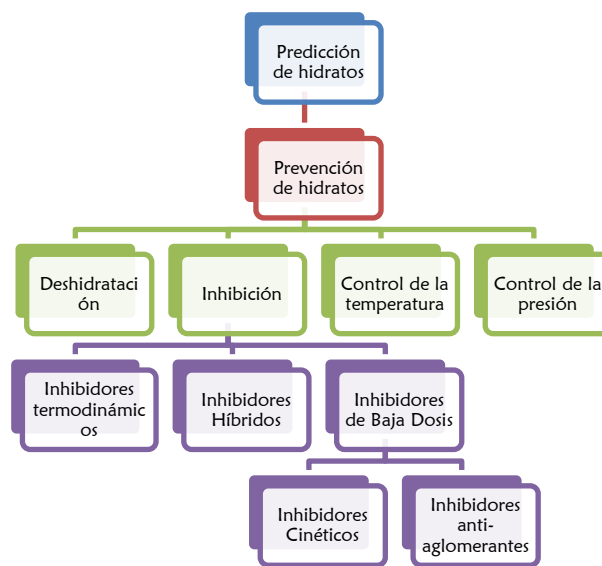 Predicción
de hidratos
Prevención
de hidratos
Deshidrataci
ón
Inhibición
Control de la
temperatura
Control de la
presión
Inhibidores
termodinámic
os
Inhibidores
Híbridos
Inhibidores
de Baja Dosis
Inhibidores
Cinéticos
Inhibidores
anti-
aglomerantes